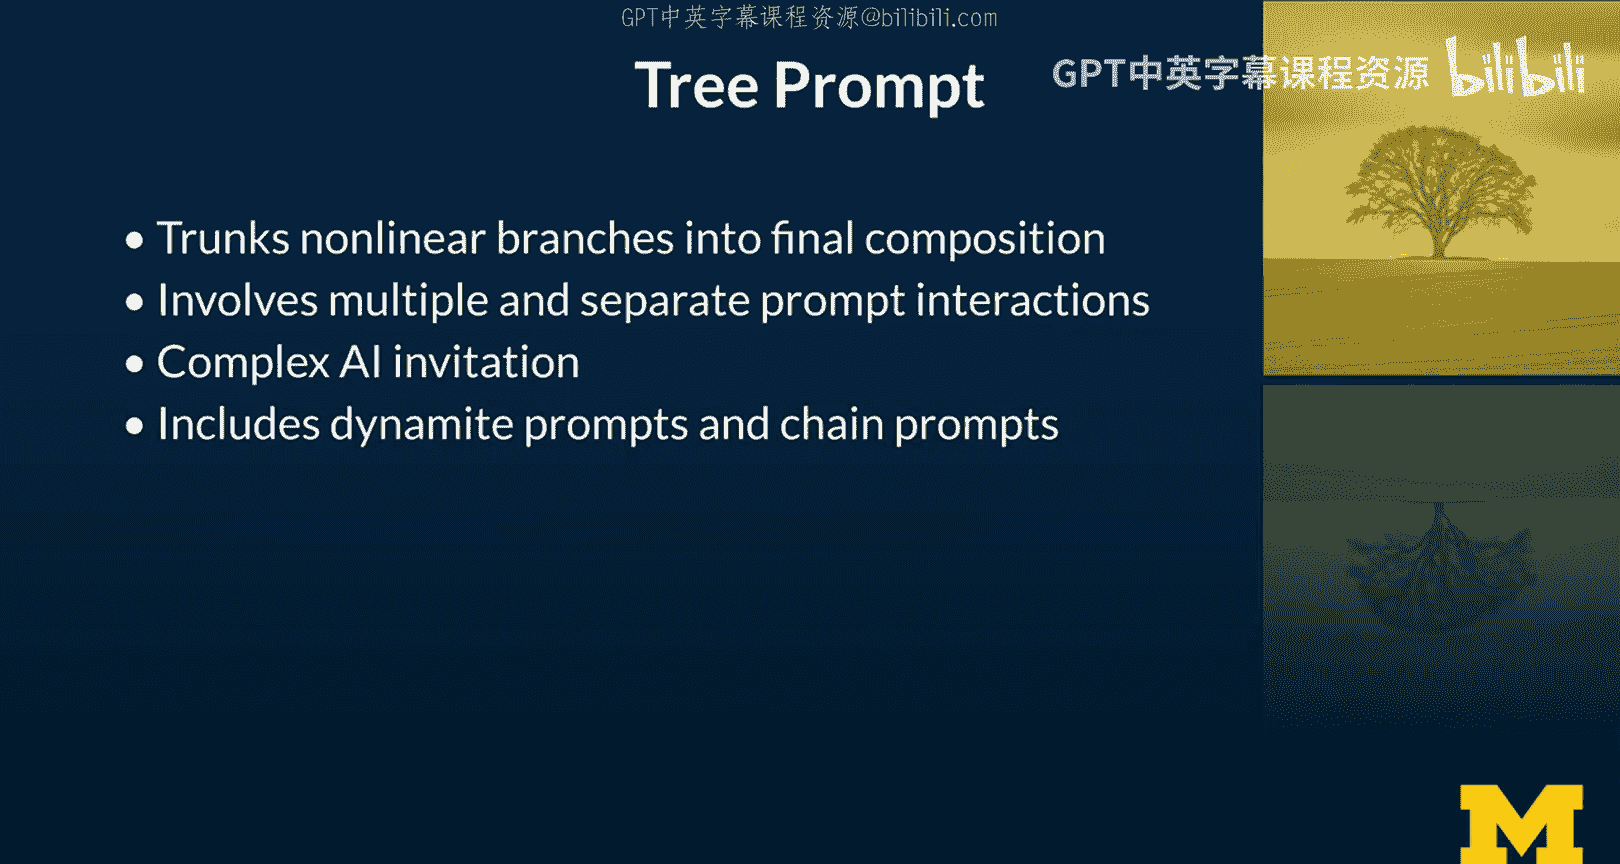 GPT中英字幕课程资源@bilibili.com
Tree Prompt
GPT中英字幕课程资源 bilibili
• Trunks nonlinear branches into final composition
• Involves multiple and separate prompt interactions
• Complex AI invitation
• Includes dynamite prompts and chain prompts
M